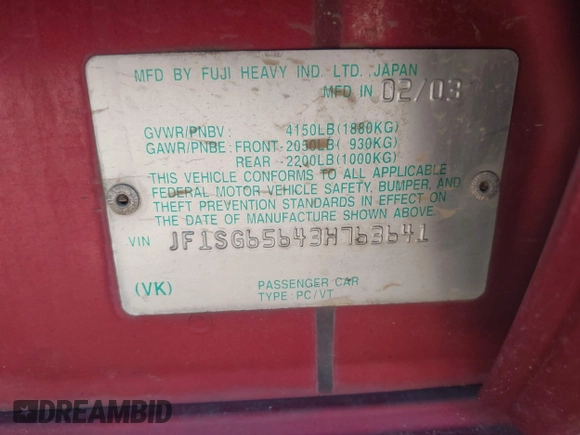 MFD BY FUJI HEAVY IND. LTD. JAPAN
MFD IN 02/03
GVWR/PNBV: 4150LB(1880KG)
GAWR/PNBE: FRONT-2050LB( 930KG)
REAR -2200LB(1000KG)
THIS VEHICLE CONFORMS TO ALL APPLICABLE
FEDERAL MOTOR VEHICLE SAFETY, BUMPER, AND
THEFT PREVENTION STANDARDS IN EFFECT ON
THE DATE OF MANUFACTURE SHOWN ABOVE.
VIN JF1SG65643H763641
(VK) PASSENGER CAR
TYPE: PC/VT
DREAMBID